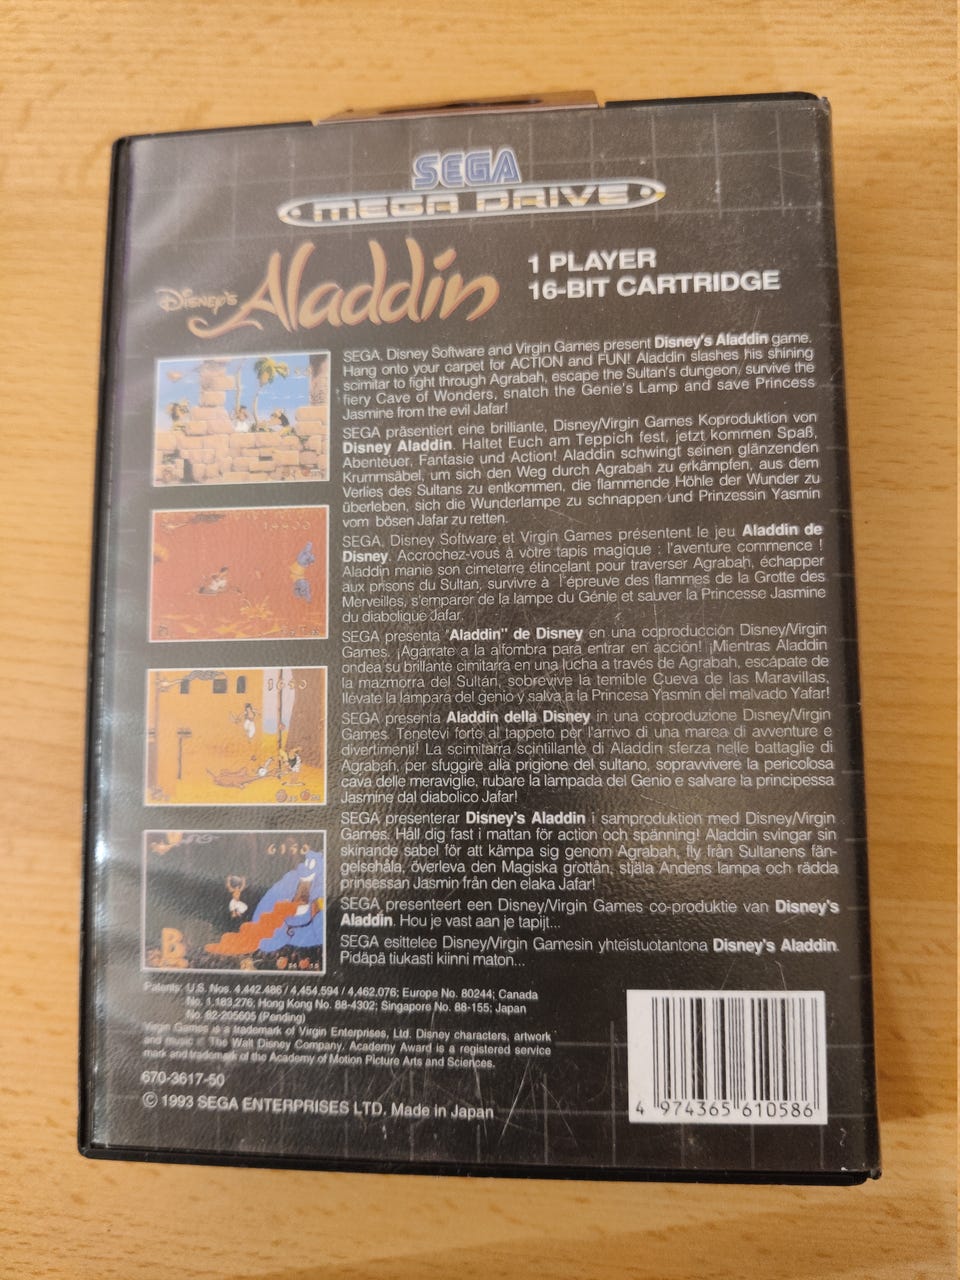 SEGA
MEGA DRIVE
DISNEY'S Aladdin
1 PLAYER
16-BIT CARTRIDGE
SEGA, Disney Software and Virgin Games present Disney's Aladdin game.
Hang onto your carpet for ACTION and FUN! Aladdin slashes his shining
scimitar to fight through Agrabah, escape the Sultan's dungeon, survive the
fiery Cave of Wonders, snatch the Genie's Lamp and save Princess
Jasmine from the evil Jafar!
SEGA präsentiert eine brilliante, Disney/Virgin Games Koproduktion von
Disney Aladdin. Haltet Euch am Teppich fest, jetzt kommen Spaß,
Abenteuer, Fantasie und Action! Aladdin schwingt seinen glänzenden
Krummsäbel, um sich den Weg durch Agrabah zu erkämpfen, aus dem
Verlies des Sultans zu entkommen, die flammende Höhle der Wunder zu
überleben, sich die Wunderlampe zu schnappen und Prinzessin Yasmin
vom bösen Jafar zu retten.
SEGA, Disney Software et Virgin Games présentent le jeu Aladdin de
Disney. Accrochez-vous à vôtre tapis magique : l'aventure commence !
Aladdin manie son cimeterre étincelant pour traverser Agrabah, échapper
aux prisons du Sultan, survivre à l'épreuve des flammes de la Grotte des
Merveilles, s'emparer de la lampe du Génie et sauver la Princesse Jasmine
du diabolique Jafar.
SEGA presenta "Aladdin" de Disney en una coproducción Disney/Virgin
Games. ¡Agárrate a la alfombra para entrar en acción! ¡Mientras Aladdin
ondea su brillante cimitarra en una lucha a través de Agrabah, escápate de
la mazmorra del Sultán, sobrevive la temible Cueva de las Maravillas,
llévate la lámpara del genio y salva a la Princesa Yasmín del malvado Yafar!
SEGA presenta Aladdin della Disney in una coproduzione Disney/Virgin
Games. Tenetevi forte al tappeto per l'arrivo di una marea di avventure e
divertimenti! La scimitarra scintillante di Aladdin sferza nelle battaglie di
Agrabah, per sfuggire alla prigione del sultano, sopravvivere la pericolosa
cava delle meraviglie, rubare la lampada del Genio e salvare la principessa
Jasmine dal diabolico Jafar!
SEGA presenterar Disney's Aladdin i samproduktion med Disney/Virgin
Games. Håll dig fast i mattan för action och spänning! Aladdin svingar sin
skinande sabel för att kämpa sig genom Agrabah, fly från Sultanens fän-
gelsehåla, överleva den Magiska grottan, stjäla Andens lampa och rädda
prinsessan Jasmin från den elaka Jafar!
SEGA presenteert een Disney/Virgin Games co-produktie van Disney's
Aladdin. Hou je vast aan je tapijt...
SEGA esittelee Disney/Virgin Gamesin yhteistuotantona Disney's Aladdin.
Pidäpä tiukasti kiinni maton...
14400
1650
6150
Patents: U.S. Nos. 4,442,486 / 4,454,594 / 4,462,076; Europe No. 80244; Canada
No. 1,183,276; Hong Kong No. 88-4302; Singapore No. 88-155; Japan
No. 82-205605 (Pending)
Virgin Games is a trademark of Virgin Enterprises, Ltd. Disney characters, artwork
and music © The Walt Disney Company. Academy Award is a registered service
mark and trademark of the Academy of Motion Picture Arts and Sciences.
670-3617-50
© 1993 SEGA ENTERPRISES LTD. Made in Japan
4 974365 610586